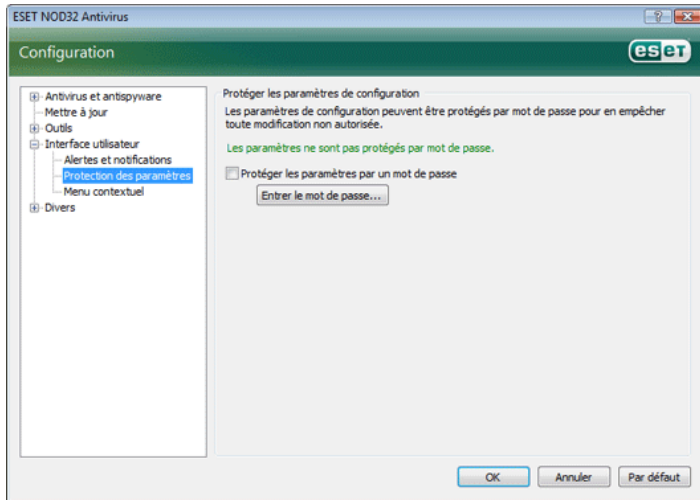 ESET NOD32 Antivirus
Configuration
eseT
Antivirus et antispyware
Mettre à jour
Outils
Interface utilisateur
Alertes et notifications
Protection des paramètres
Menu contextuel
Divers
Protéger les paramètres de configuration
Les paramètres de configuration peuvent être protégés par mot de passe pour en empêcher
toute modification non autorisée.
Les paramètres ne sont pas protégés par mot de passe.
Protéger les paramètres par un mot de passe
Entrer le mot de passe...
OK
Annuler
Par défaut